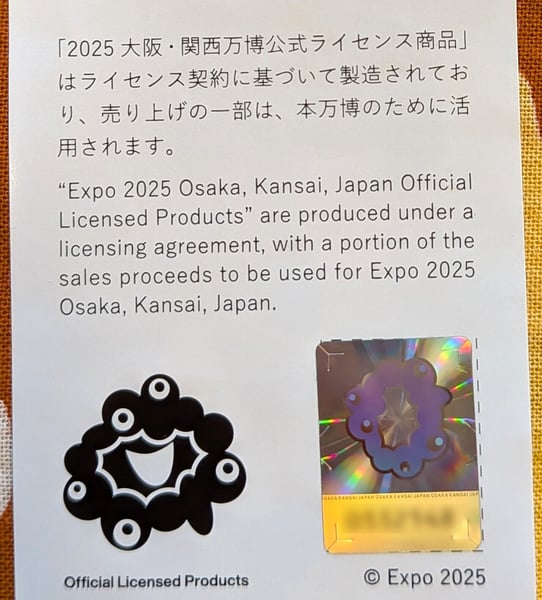 「2025 大阪・関西万博公式ライセンス商品」
はライセンス契約に基づいて製造されてお
り、売り上げの一部は、本万博のために活
用されます。
“Expo 2025 Osaka, Kansai, Japan Official
Licensed Products” are produced under a
licensing agreement, with a portion of the
sales proceeds to be used for Expo 2025
Osaka, Kansai, Japan.
OSAKA KANSAI JAPAN OSAKA KANSAI JAPAN OSAKA KANSAI
Official Licensed Products
© Expo 2025